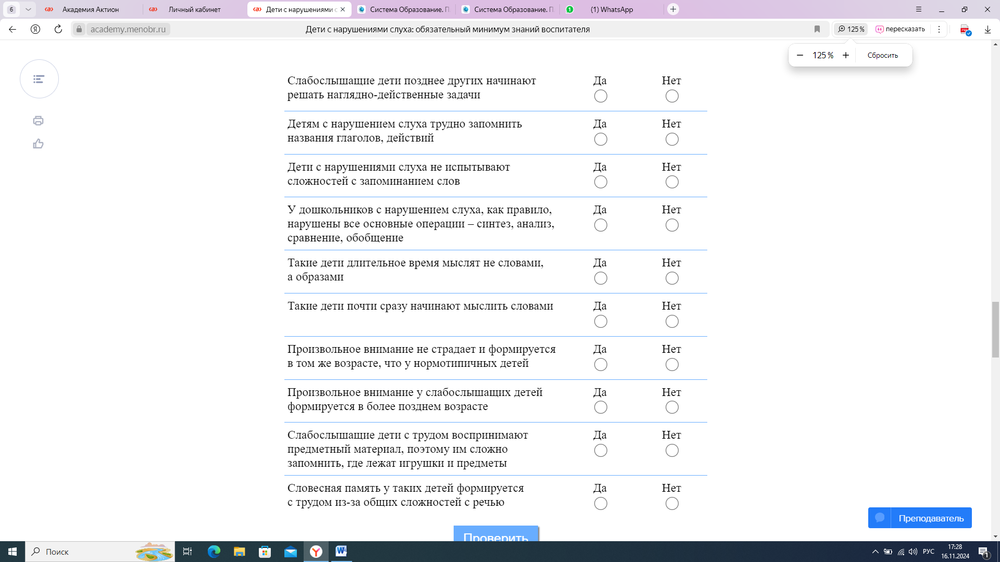 6
Академия Актион
Личный кабинет
Дети с нарушениями с
Система Образование. П
Система Образование. П
1
(1) WhatsApp
academy.menobr.ru
Дети с нарушениями слуха: обязательный минимум знаний воспитателя
125 %
пересказать
125 %
Сбросить
Слабослышащие дети позднее других начинают
решать наглядно-действенные задачи
Да Нет
Детям с нарушением слуха трудно запомнить
названия глаголов, действий
Да Нет
Дети с нарушениями слуха не испытывают
сложностей с запоминанием слов
Да Нет
У дошкольников с нарушением слуха, как правило,
нарушены все основные операции – синтез, анализ,
сравнение, обобщение
Да Нет
Такие дети длительное время мыслят не словами,
а образами
Да Нет
Такие дети почти сразу начинают мыслить словами
Да Нет
Произвольное внимание не страдает и формируется
в том же возрасте, что у нормотипичных детей
Да Нет
Произвольное внимание у слабослышащих детей
формируется в более позднем возрасте
Да Нет
Слабослышащие дети с трудом воспринимают
предметный материал, поэтому им сложно
запомнить, где лежат игрушки и предметы
Да Нет
Словесная память у таких детей формируется
с трудом из-за общих сложностей с речью
Да Нет
Преподаватель
Проверить
Поиск
РУС
17:28
16.11.2024
1